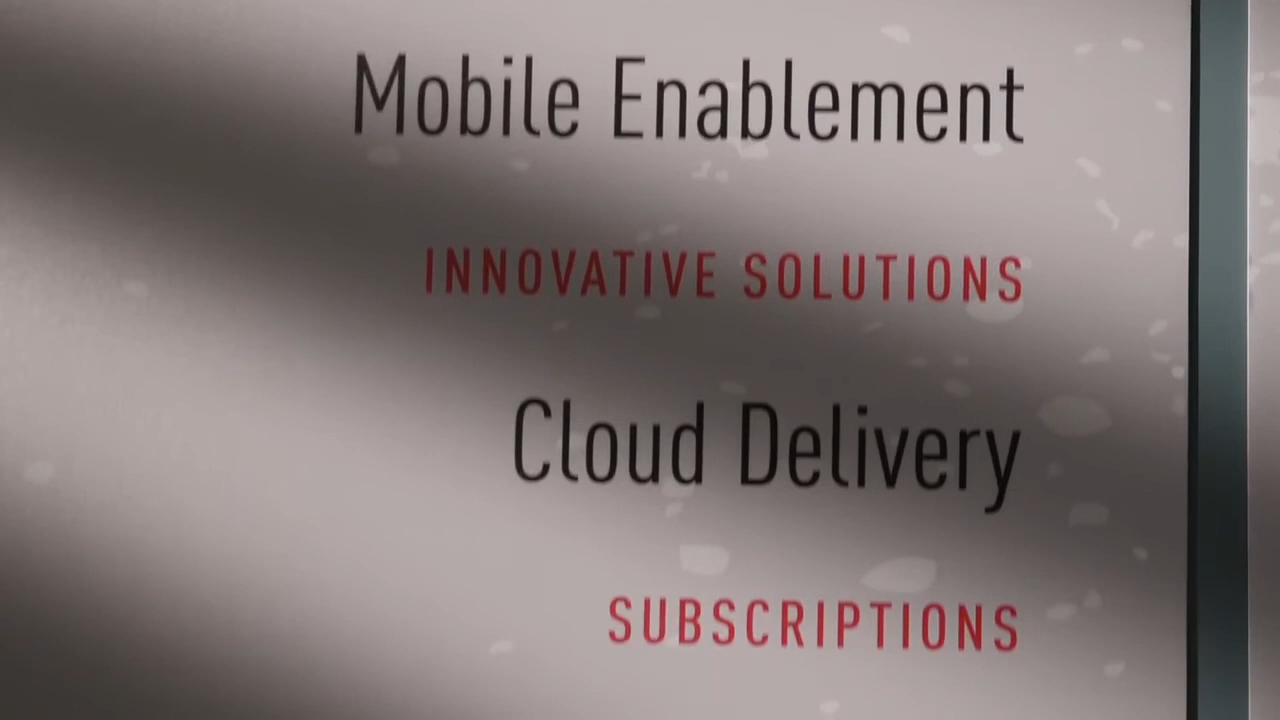 Mobile Enablement
INNOVATIVE SOLUTIONS
Cloud Delivery
SUBSCRIPTIONS